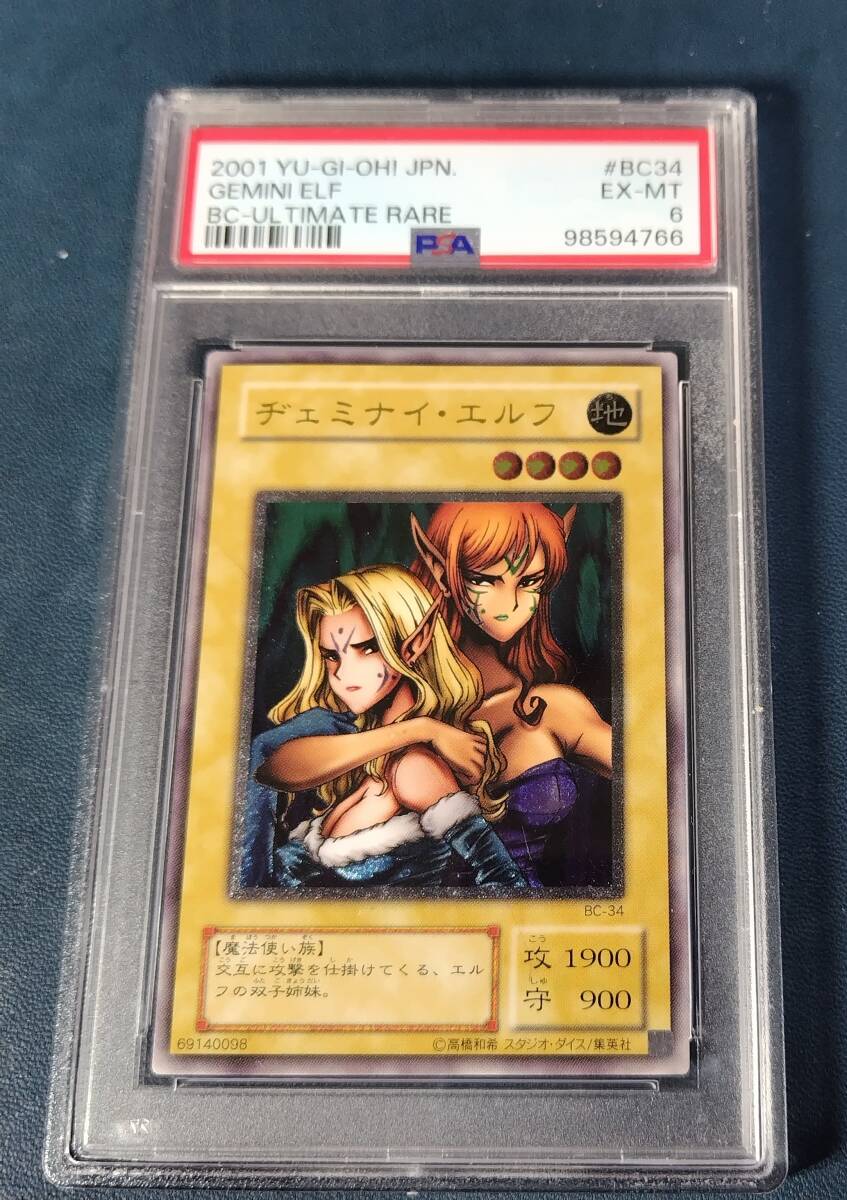 2001 YU-GI-OH! JPN. #BC34
GEMINI ELF EX-MT
BC-ULTIMATE RARE 6
PSA 98594766
ヂェミナイ・エルフ 地
BC-34
【魔法使い族】
交互に攻撃を仕掛けてくる、エル
フの双子姉妹。
攻 1900
守 900
69140098 ©高橋和希 スタジオ・ダイス/集英社